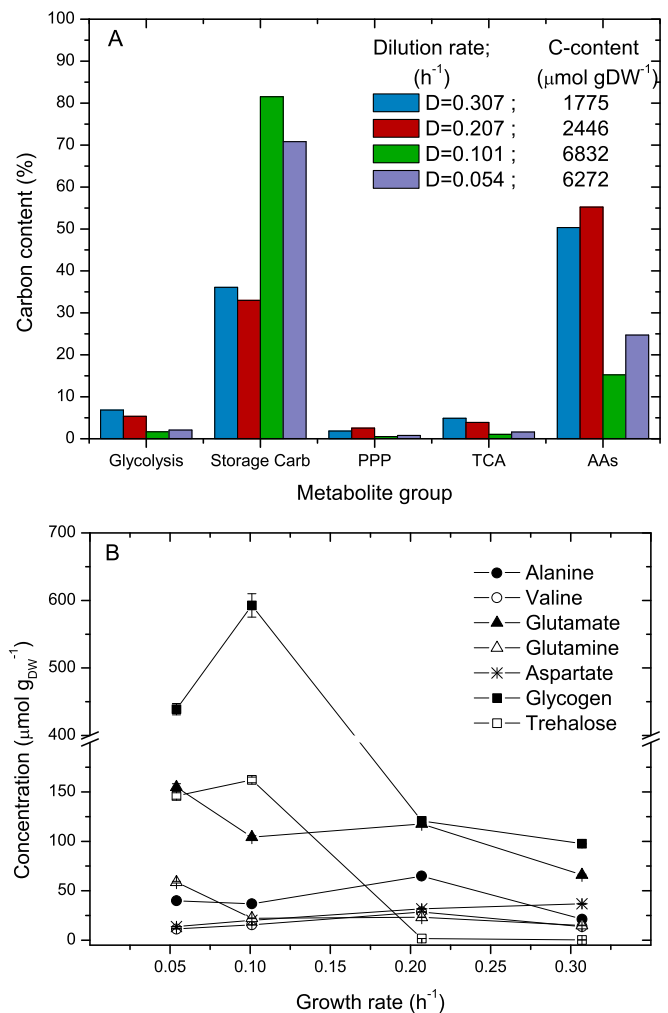 A
Dilution rate; C-content
(h⁻¹) (μmol gDW⁻¹)
D=0.307 ; 1775
D=0.207 ; 2446
D=0.101 ; 6832
D=0.054 ; 6272
100
90
80
70
60
50
40
30
20
10
0
Carbon content (%)
Glycolysis Storage Carb PPP TCA AAs
Metabolite group
B
Alanine
Valine
Glutamate
Glutamine
Aspartate
Glycogen
Trehalose
700
600
500
400
150
100
50
0
Concentration (μmol g_DW⁻¹)
0.05 0.10 0.15 0.20 0.25 0.30
Growth rate (h⁻¹)